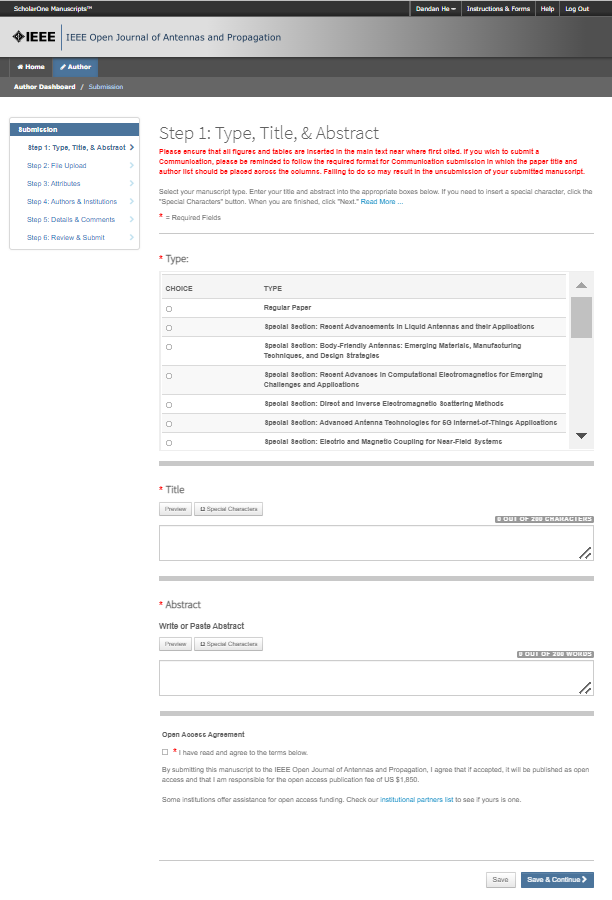 ScholarOne Manuscripts™
Dandan He Instructions & Forms Help Log Out
IEEE IEEE Open Journal of Antennas and Propagation
Home Author
Author Dashboard / Submission
Submission
Step 1: Type, Title, & Abstract
Step 2: File Upload
Step 3: Attributes
Step 4: Authors & Institutions
Step 5: Details & Comments
Step 6: Review & Submit
Step 1: Type, Title, & Abstract
Please ensure that all figures and tables are inserted in the main text near where first cited. If you wish to submit a
Communication, please be reminded to follow the required format for Communication submission in which the paper title and
author list should be placed across the columns. Failing to do so may result in the unsubmission of your submitted manuscript.
Select your manuscript type. Enter your title and abstract into the appropriate boxes below. If you need to insert a special character, click the
"Special Characters" button. When you are finished, click "Next." Read More ...
* = Required Fields
* Type:
CHOICE TYPE
Regular Paper
Special Section: Recent Advancements in Liquid Antennas and their Applications
Special Section: Body-Friendly Antennas: Emerging Materials, Manufacturing
Techniques, and Design Strategies
Special Section: Recent Advances in Computational Electromagnetics for Emerging
Challenges and Applications
Special Section: Direct and Inverse Electromagnetic Scattering Methods
Special Section: Advanced Antenna Technologies for 5G Internet-of-Things Applications
Special Section: Electric and Magnetic Coupling for Near-Field Systems
* Title
Preview Special Characters
0 OUT OF 200 CHARACTERS
* Abstract
Write or Paste Abstract
Preview Special Characters
0 OUT OF 200 WORDS
Open Access Agreement
* I have read and agree to the terms below.
By submitting this manuscript to the IEEE Open Journal of Antennas and Propagation, I agree that if accepted, it will be published as open
access and that I am responsible for the open access publication fee of US $1,850.
Some institutions offer assistance for open access funding. Check our institutional partners list to see if yours is one.
Save Save & Continue